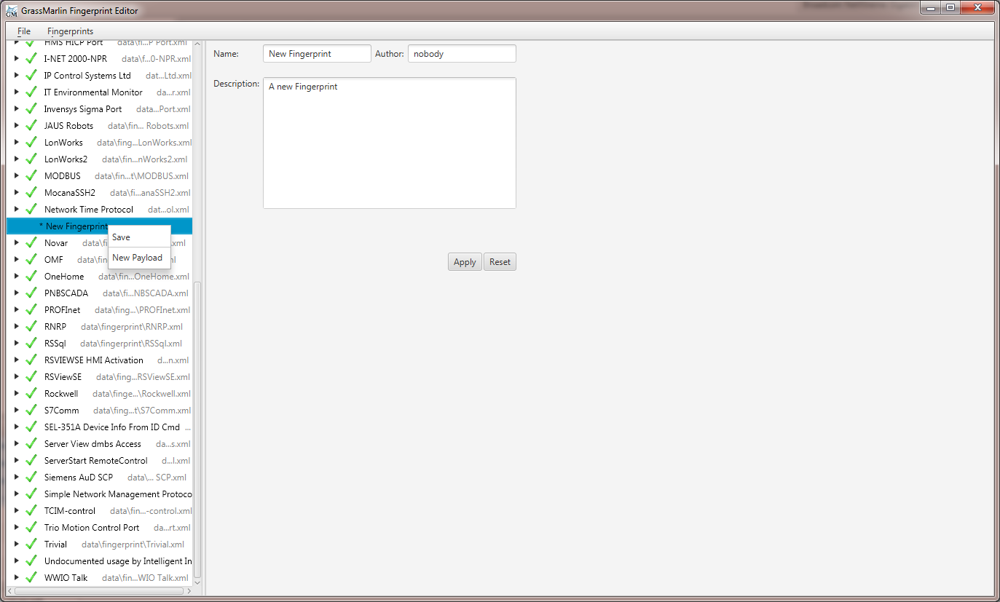 GrassMarlin Fingerprint Editor
File Fingerprints
HMS HICP Port data\fi...P Port.xml
I-NET 2000-NPR data\f...0-NPR.xml
IP Control Systems Ltd dat...Ltd.xml
IT Environmental Monitor da...r.xml
Invensys Sigma Port data...Port.xml
JAUS Robots data\fin... Robots.xml
LonWorks data\fing...LonWorks.xml
LonWorks2 data\fin...nWorks2.xml
MODBUS data\fin...t\MODBUS.xml
MocanaSSH2 data\fi...anaSSH2.xml
Network Time Protocol dat...ol.xml
* New Fingerprint
Novar data\fi .xml
OMF data\fin l
OneHome data\fin...OneHome.xml
PNBSCADA data\fi...NBSCADA.xml
PROFInet data\fing...\PROFInet.xml
RNRP data\fingerprint\RNRP.xml
RSSql data\fingerprint\RSSql.xml
RSVIEWSE HMI Activation d...n.xml
RSViewSE data\fing...RSViewSE.xml
Rockwell data\finge...\Rockwell.xml
S7Comm data\fing...t\S7Comm.xml
SEL-351A Device Info From ID Cmd ...
Server View dmbs Access da...s.xml
ServerStart RemoteControl d...l.xml
Siemens AuD SCP data\... SCP.xml
Simple Network Management Protoco
TCIM-control data\fin...-control.xml
Trio Motion Control Port da...rt.xml
Trivial data\fingerprint\Trivial.xml
Undocumented usage by Intelligent In
WWIO Talk data\fin...WIO Talk.xml
Save
New Payload
Name: New Fingerprint Author: nobody
Description: A new Fingerprint
Apply Reset